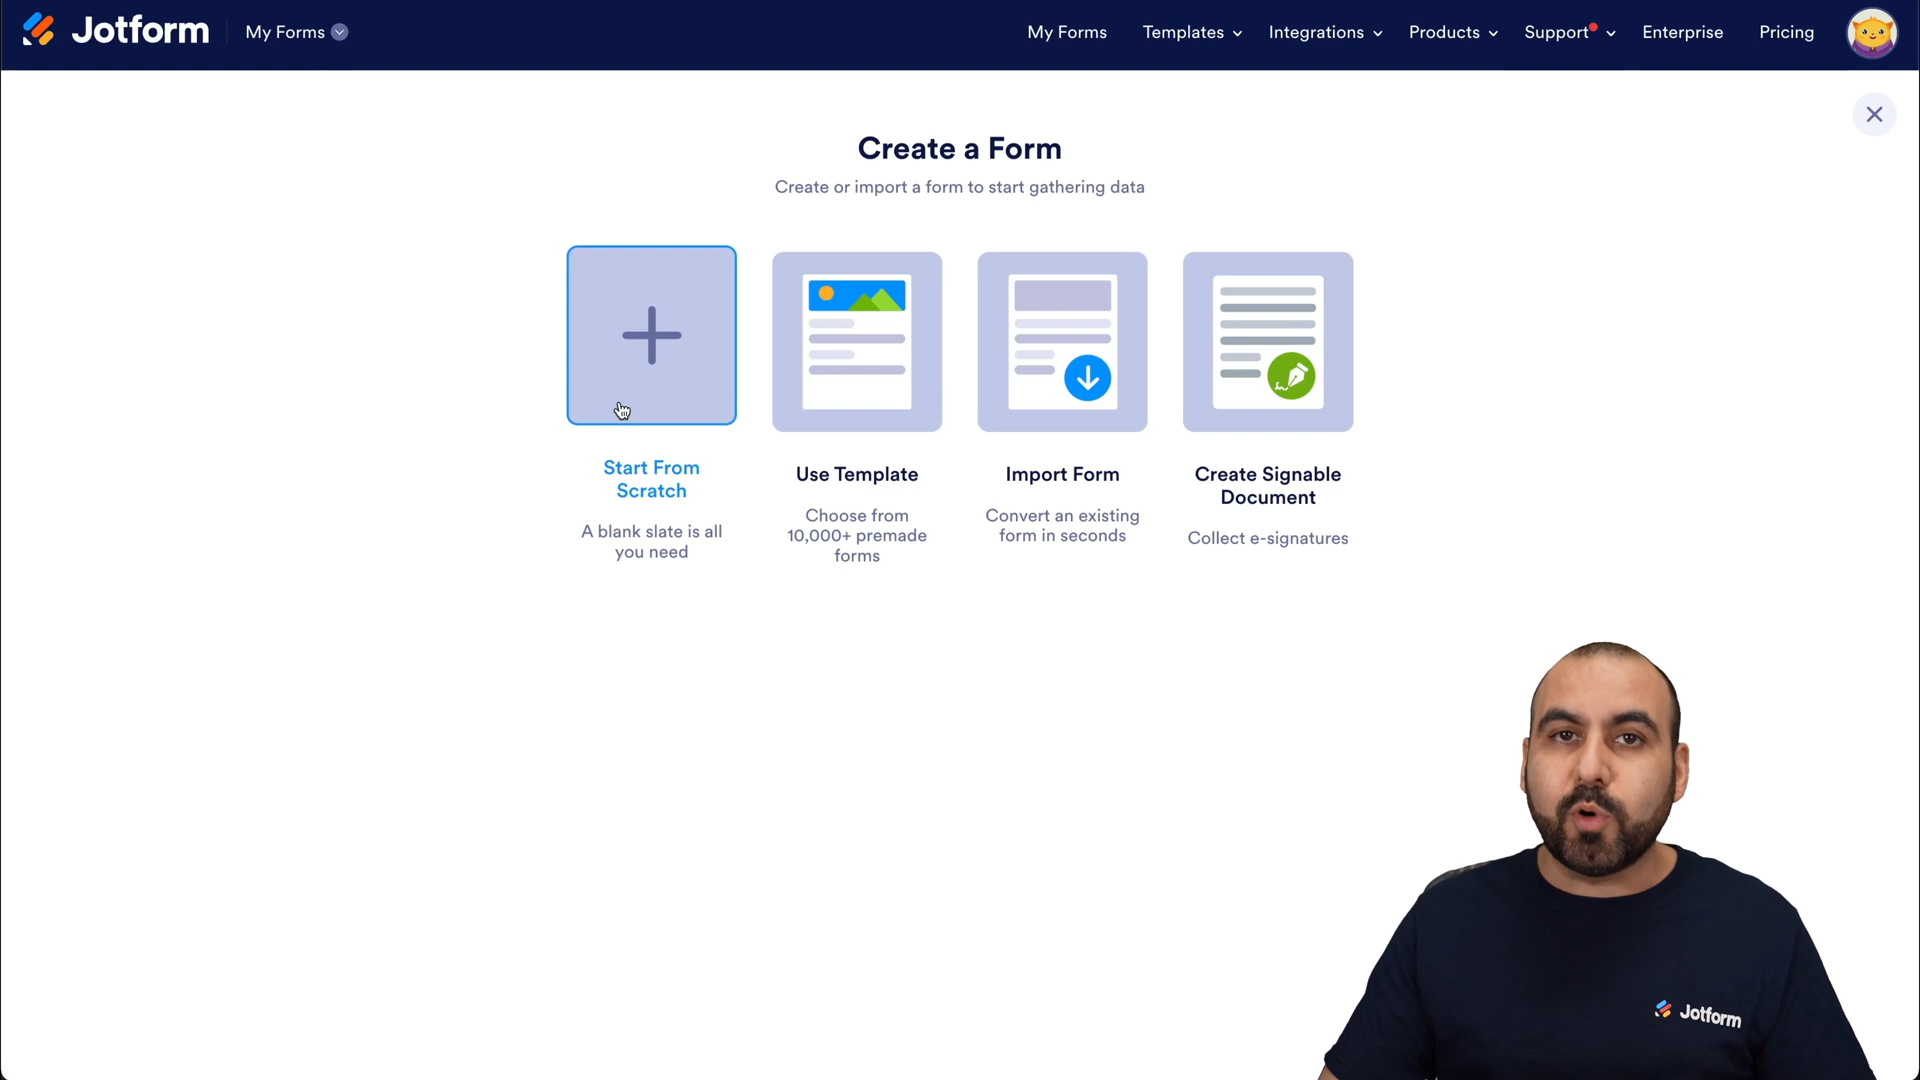 Jotform
My Forms
My Forms
Templates
Integrations
Products
Support
Enterprise
Pricing
Create a Form
Create or import a form to start gathering data
Start From
Scratch
A blank slate is all
you need
Use Template
Choose from
10,000+ premade
forms
Import Form
Convert an existing
form in seconds
Create Signable
Document
Collect e-signatures
Jotform